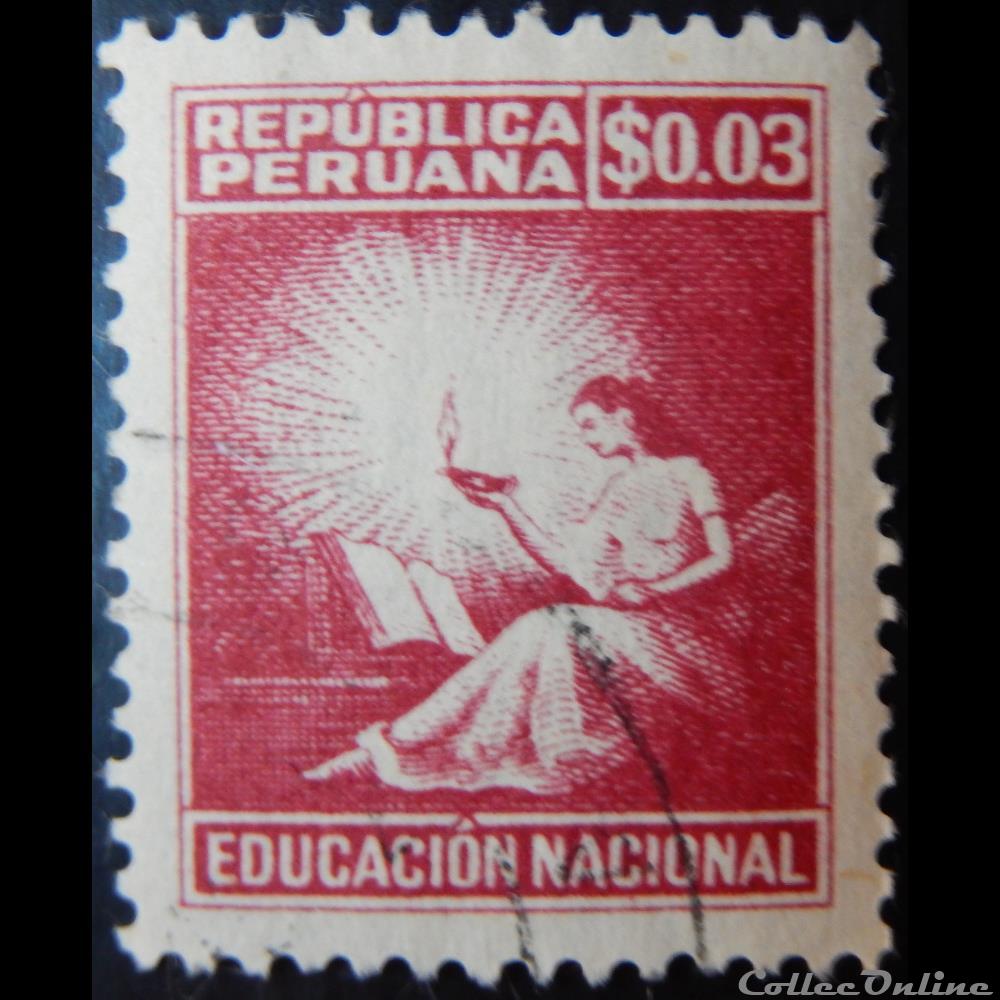 REPÚBLICA
PERUANA
$0.03
EDUCACIÓN NACIONAL
CollecOnline